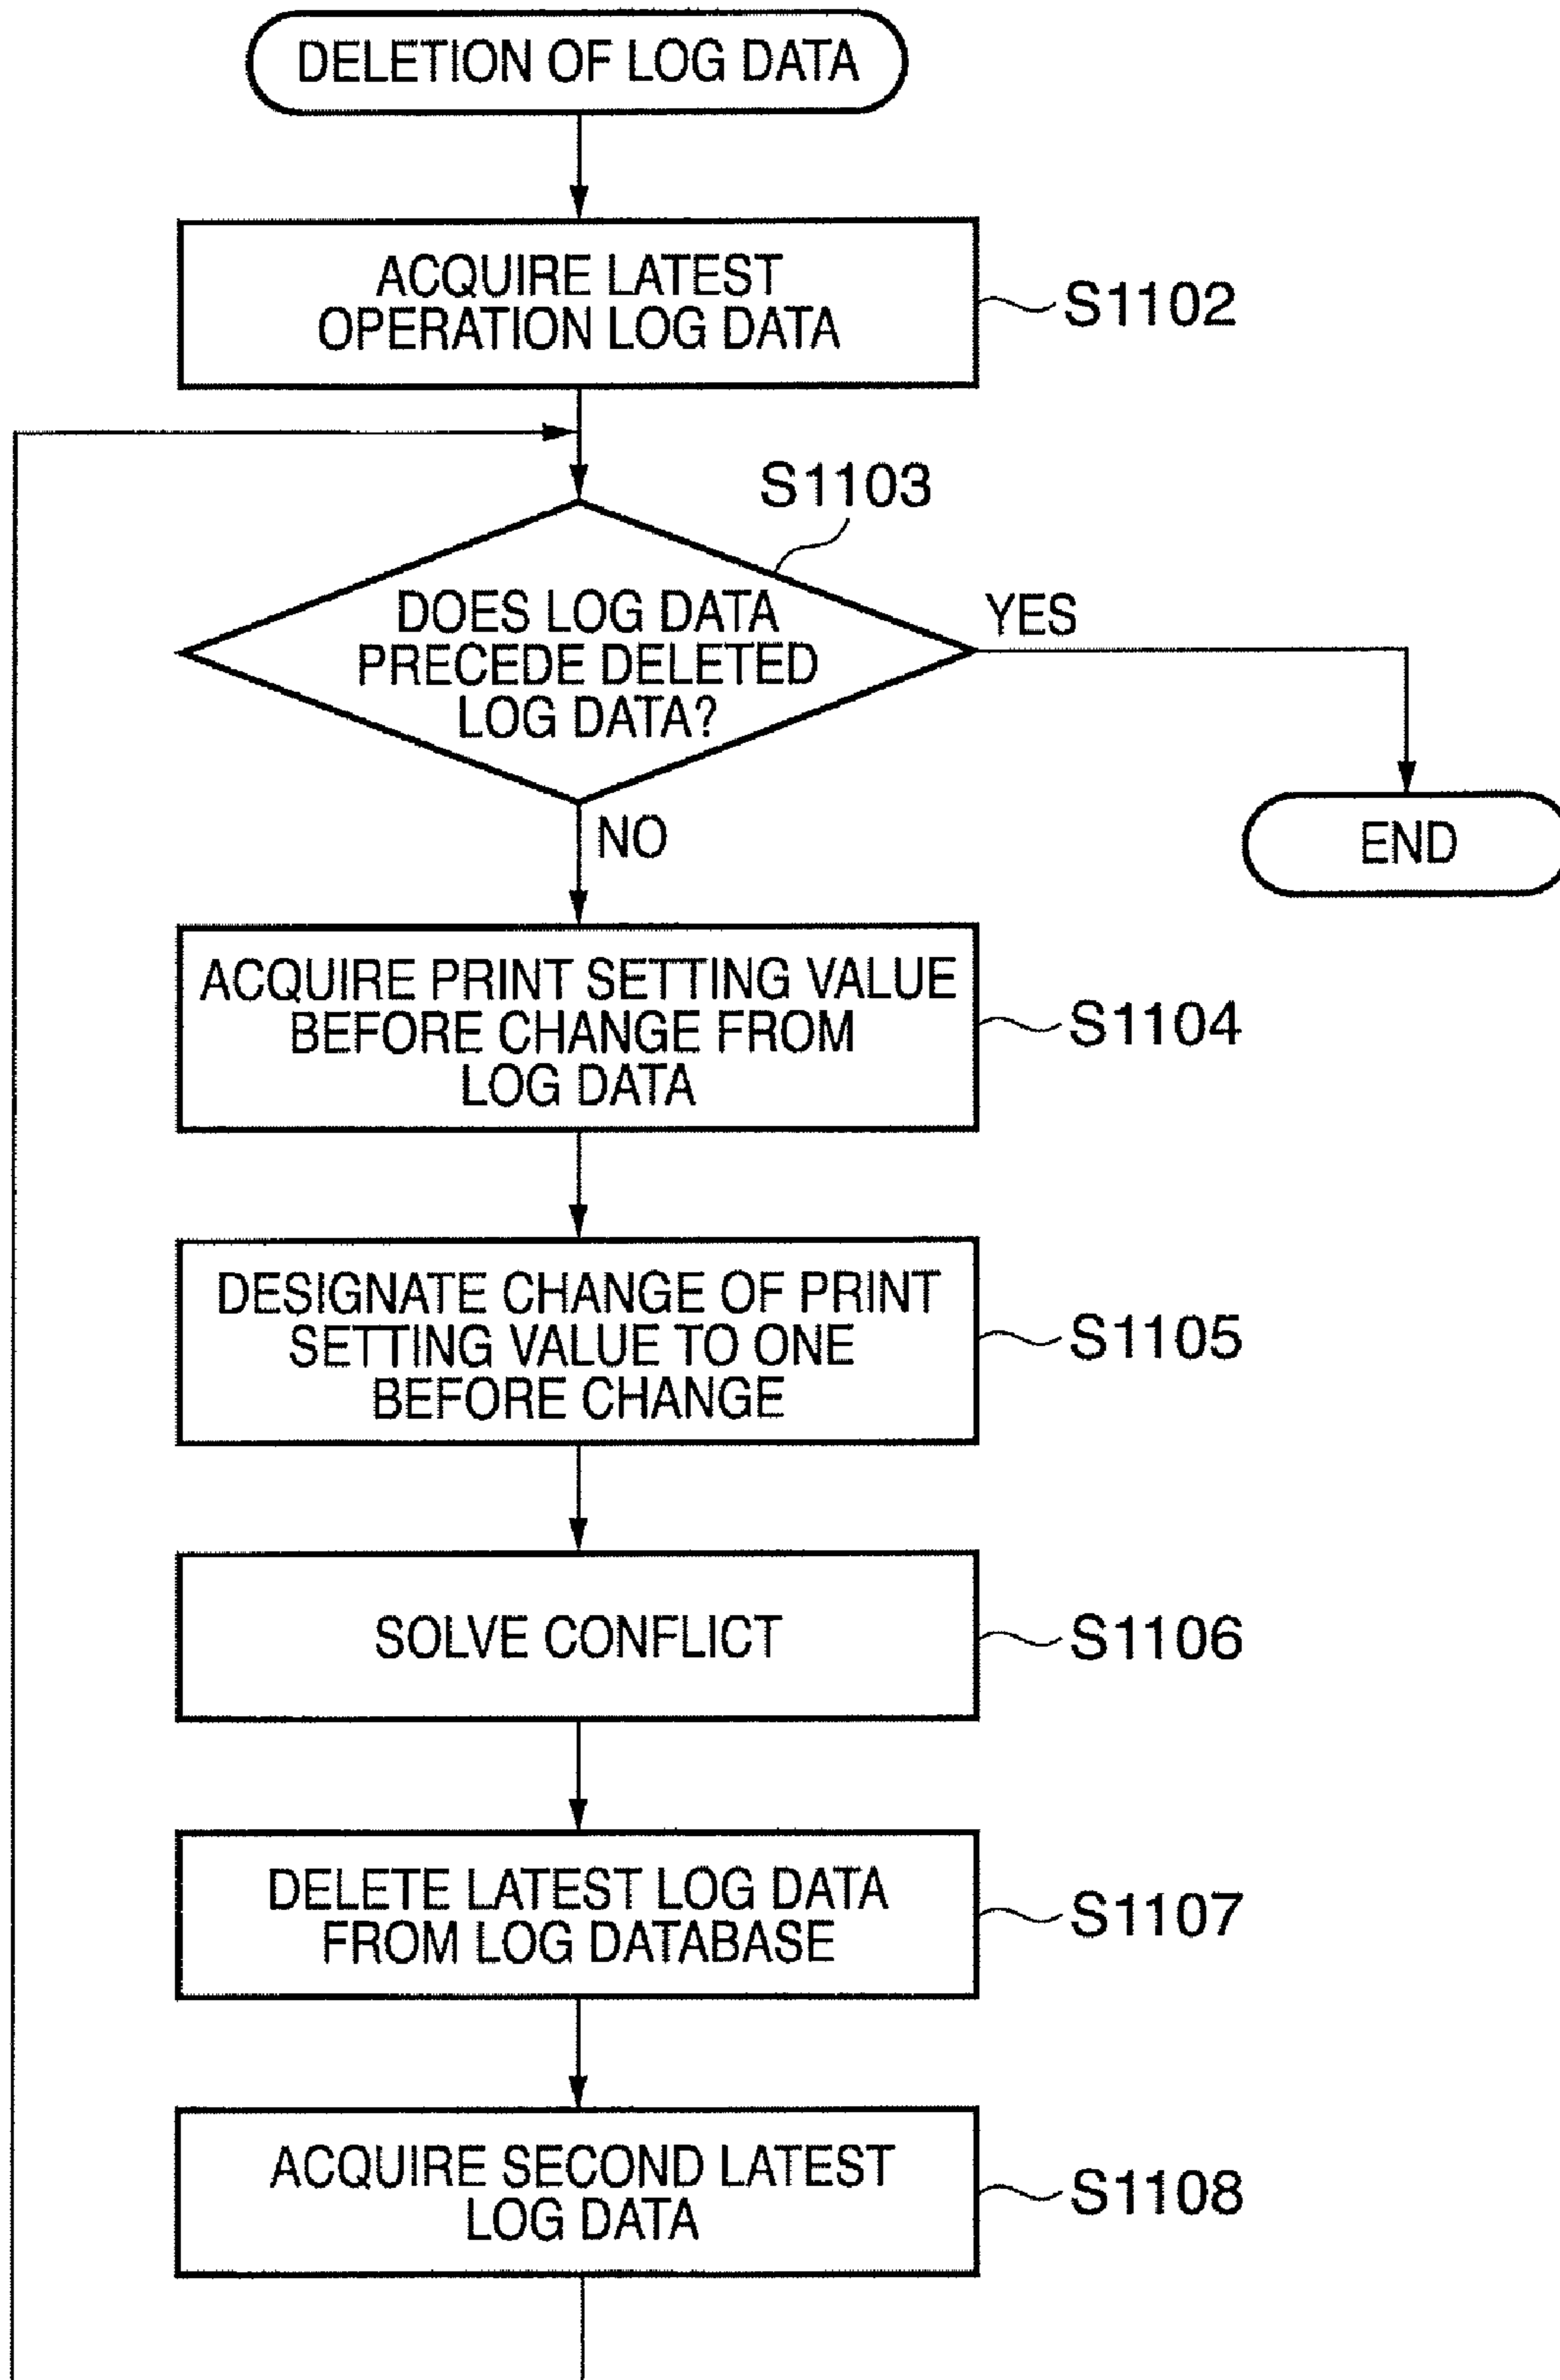 DELETION OF LOG DATA
ACQUIRE LATEST
OPERATION LOG DATA
S1102
S1103
DOES LOG DATA
PRECEDE DELETED
LOG DATA?
YES
END
NO
ACQUIRE PRINT SETTING VALUE
BEFORE CHANGE FROM
LOG DATA
S1104
DESIGNATE CHANGE OF PRINT
SETTING VALUE TO ONE
BEFORE CHANGE
S1105
SOLVE CONFLICT
S1106
DELETE LATEST LOG DATA
FROM LOG DATABASE
S1107
ACQUIRE SECOND LATEST
LOG DATA
S1108